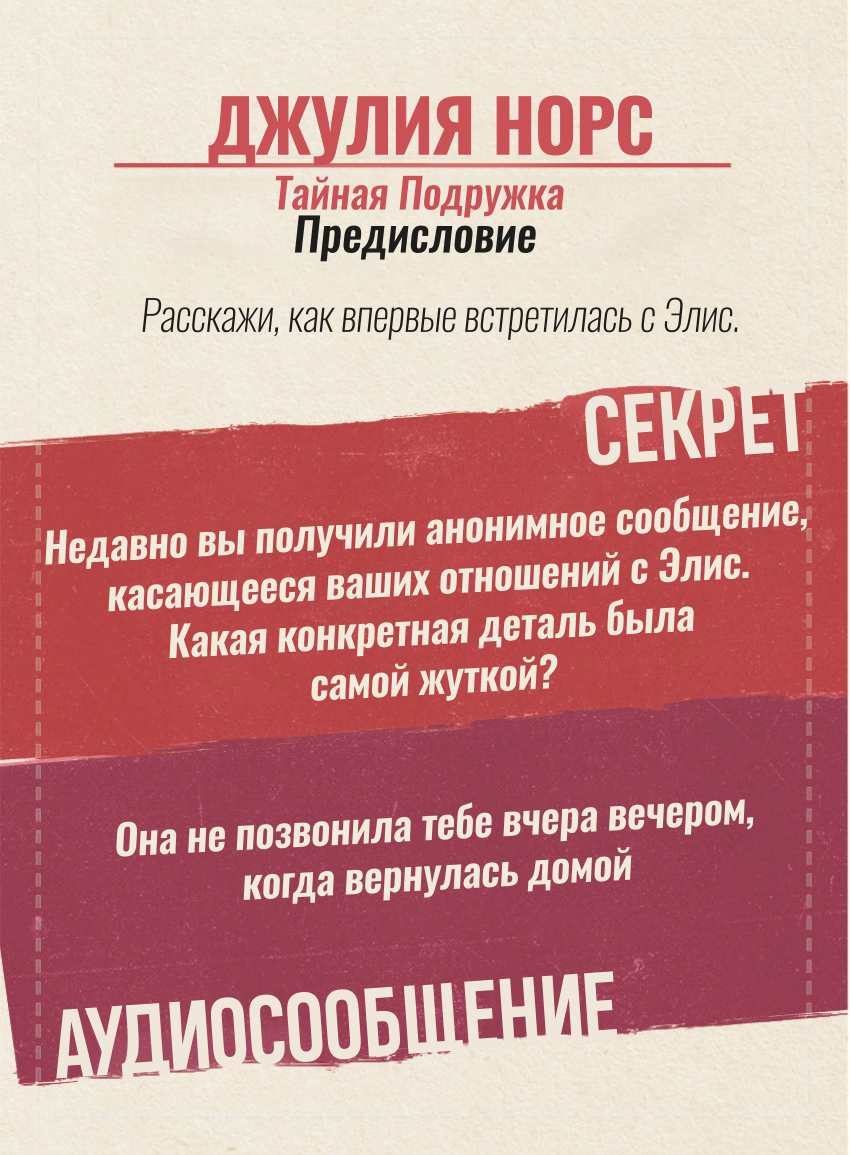 ДЖУЛИЯ НОРС
Тайная Подружка
Предисловие
Расскажи, как впервые встретилась с Элис.
СЕКРЕТ
Недавно вы получили анонимное сообщение,
касающееся ваших отношений с Элис.
Какая конкретная деталь была
самой жуткой?
Она не позвонила тебе вчера вечером,
когда вернулась домой
АУДИОСООБЩЕНИЕ